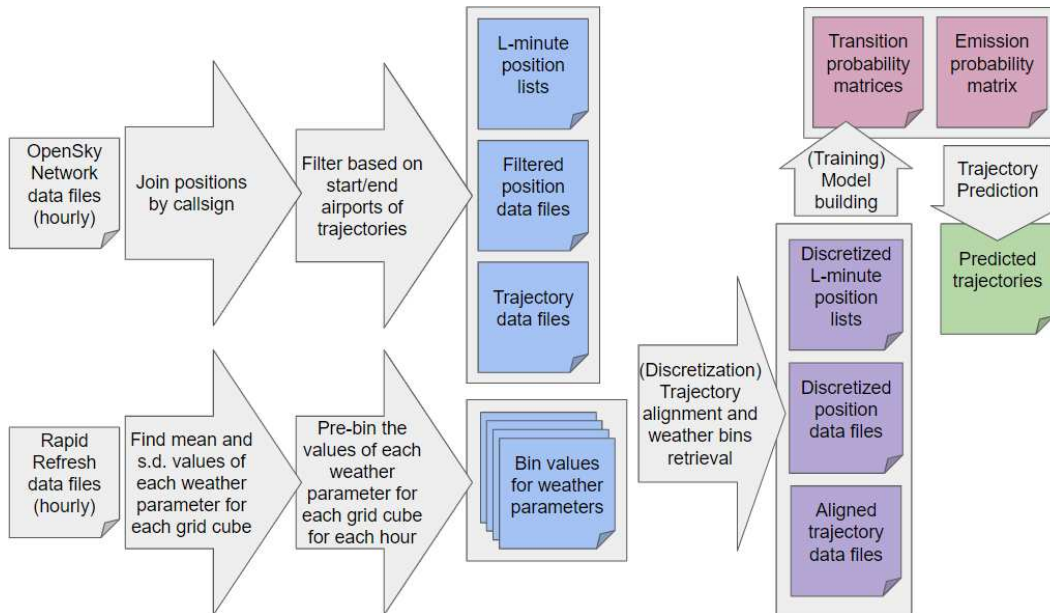 OpenSky
Network
data files
(hourly)
Join positions
by callsign
Filter based on
start/end
airports of
trajectories
L-minute
position
lists
Filtered
position
data files
Trajectory
data files
Rapid
Refresh
data files
(hourly)
Find mean and
s.d. values of
each weather
parameter for
each grid cube
Pre-bin the
values of each
weather
parameter for
each grid cube
for each hour
Bin values
for weather
parameters
(Discretization)
Trajectory
alignment and
weather bins
retrieval
Discretized
L-minute
position
lists
Discretized
position
data files
Aligned
trajectory
data files
(Training)
Model
building
Transition
probability
matrices
Emission
probability
matrix
Trajectory
Prediction
Predicted
trajectories